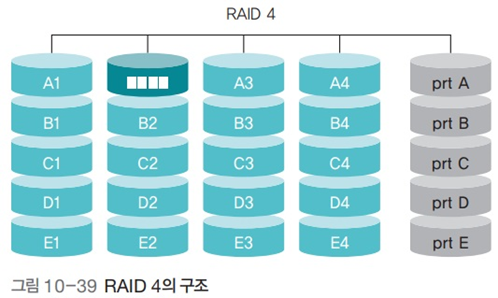 RAID 4
A1 A3 A4 prt A
B1 B2 B3 B4 prt B
C1 C2 C3 C4 prt C
D1 D2 D3 D4 prt D
E1 E2 E3 E4 prt E
그림 10-39 RAID 4의 구조